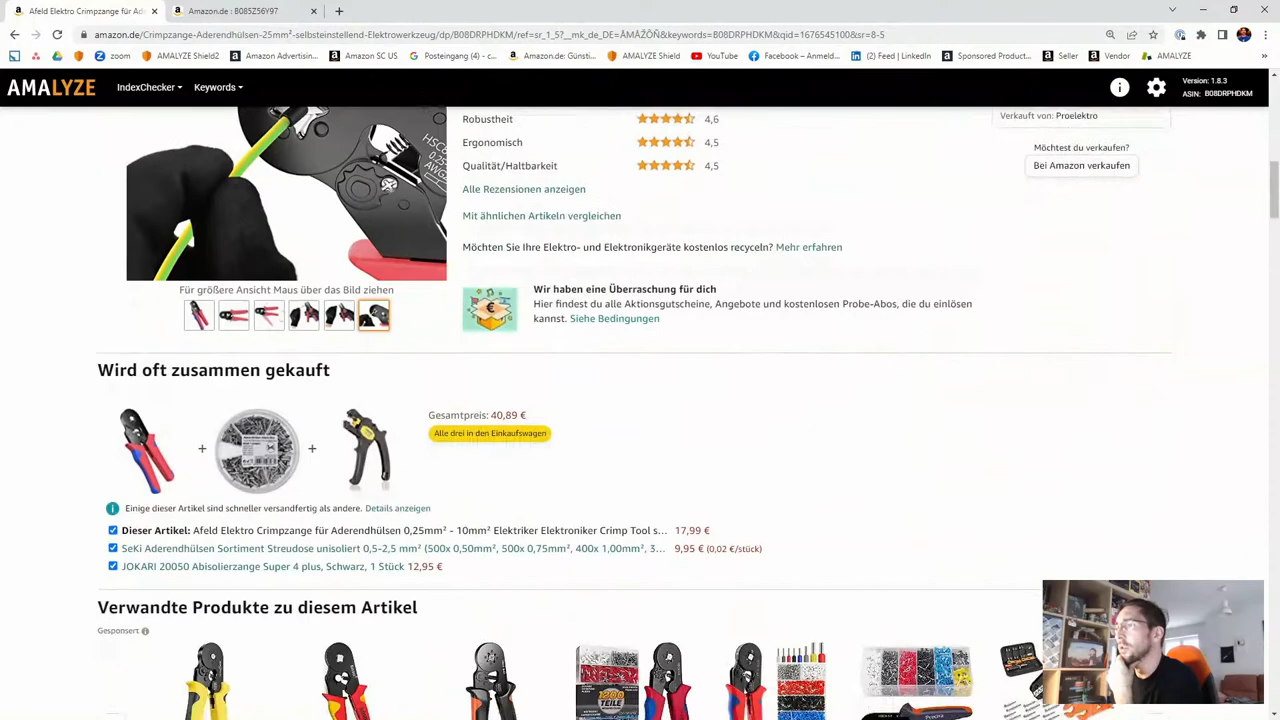 Afeld Elektro Crimpzange für Ade
Amazon.de : B085Z56Y97
amazon.de/Crimpzange-Aderendhülsen-25mm²-selbsteinstellend-Elektrowerkzeug/dp/B08DRPHDKM/ref=sr_1_5?__mk_de_DE=ÅMÅŽÕÑ&keywords=B08DRPHDKM&qid=1676545100&sr=8-5
zoom
AMALYZE Shield2
Amazon Advertising...
Amazon SC US
Posteingang (4) - c...
Amazon.de: Günsti...
AMALYZE Shield
YouTube
Facebook – Anmeld...
(2) Feed | LinkedIn
Sponsored Produc...
Seller
Vendor
AMALYZE
AMALYZE
IndexChecker
Keywords
Version: 1.8.3
ASIN: B08DRPHDKM
HSC8
0.25
Robustheit 4,6
Ergonomisch 4,5
Qualität/Haltbarkeit 4,5
Alle Rezensionen anzeigen
Mit ähnlichen Artikeln vergleichen
Möchten Sie Ihre Elektro- und Elektronikgeräte kostenlos recyceln? Mehr erfahren
Verkauft von: Proelektro
Möchtest du verkaufen?
Bei Amazon verkaufen
Für größere Ansicht Maus über das Bild ziehen
€
Wir haben eine Überraschung für dich
Hier findest du alle Aktionsgutscheine, Angebote und kostenlosen Probe-Abos, die du einlösen
kannst. Siehe Bedingungen
Wird oft zusammen gekauft
+
+
Gesamtpreis: 40,89 €
Alle drei in den Einkaufswagen
Einige dieser Artikel sind schneller versandfertig als andere. Details anzeigen
Dieser Artikel: Afeld Elektro Crimpzange für Aderendhülsen 0,25mm² - 10mm² Elektriker Elektroniker Crimp Tool s... 17,99 €
SeKi Aderendhülsen Sortiment Streudose unisoliert 0,5-2,5 mm² (500x 0,50mm², 500x 0,75mm², 400x 1,00mm², 3... 9,95 € (0,02 €/stück)
JOKARI 20050 Abisolierzange Super 4 plus, Schwarz, 1 Stück 12,95 €
Verwandte Produkte zu diesem Artikel
Gesponsert
1200
TEILE